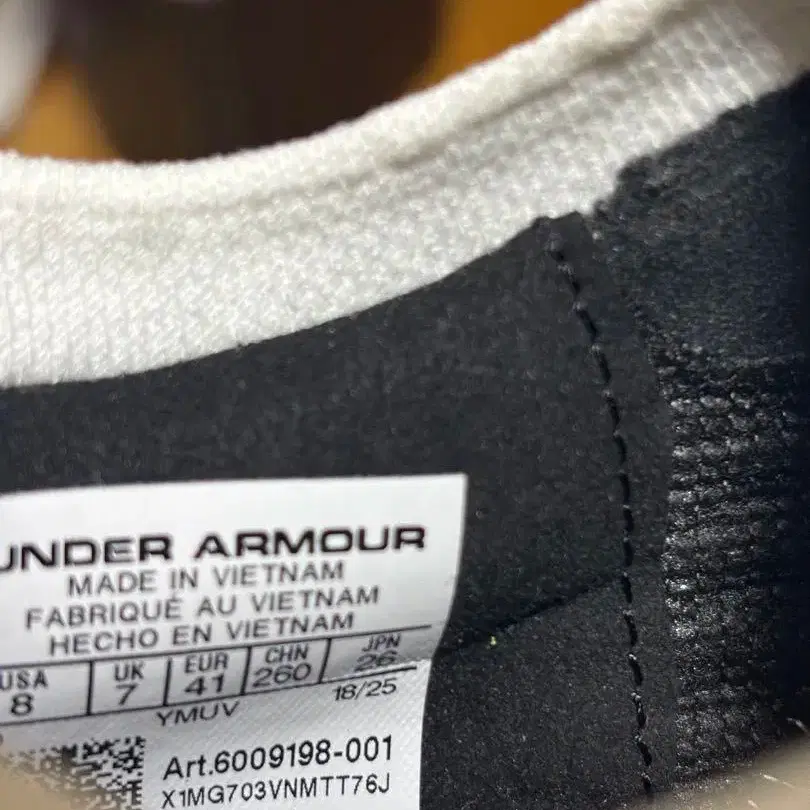 UNDER ARMOUR
MADE IN VIETNAM
FABRIQUÉ AU VIETNAM
HECHO EN VIETNAM
USA UK EUR CHN JPN
8 7 41 260 26
YMUV 18/25
Art.6009198-001
X1MG703VNMTT76J